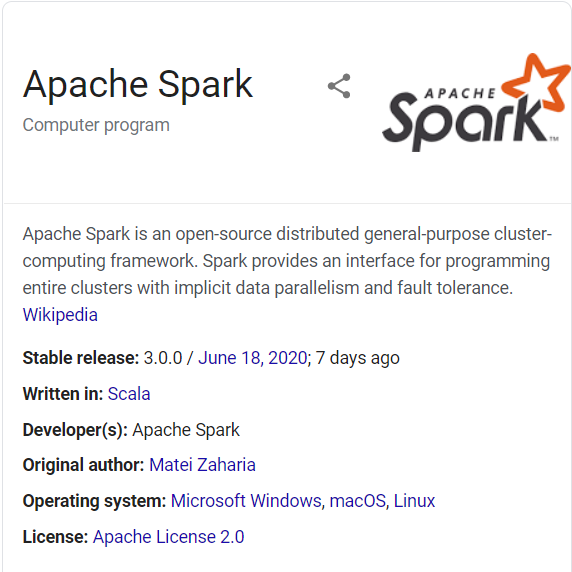 Apache Spark
Computer program
APACHE
Spark™
Apache Spark is an open-source distributed general-purpose cluster-
computing framework. Spark provides an interface for programming
entire clusters with implicit data parallelism and fault tolerance.
Wikipedia
Stable release: 3.0.0 / June 18, 2020; 7 days ago
Written in: Scala
Developer(s): Apache Spark
Original author: Matei Zaharia
Operating system: Microsoft Windows, macOS, Linux
License: Apache License 2.0